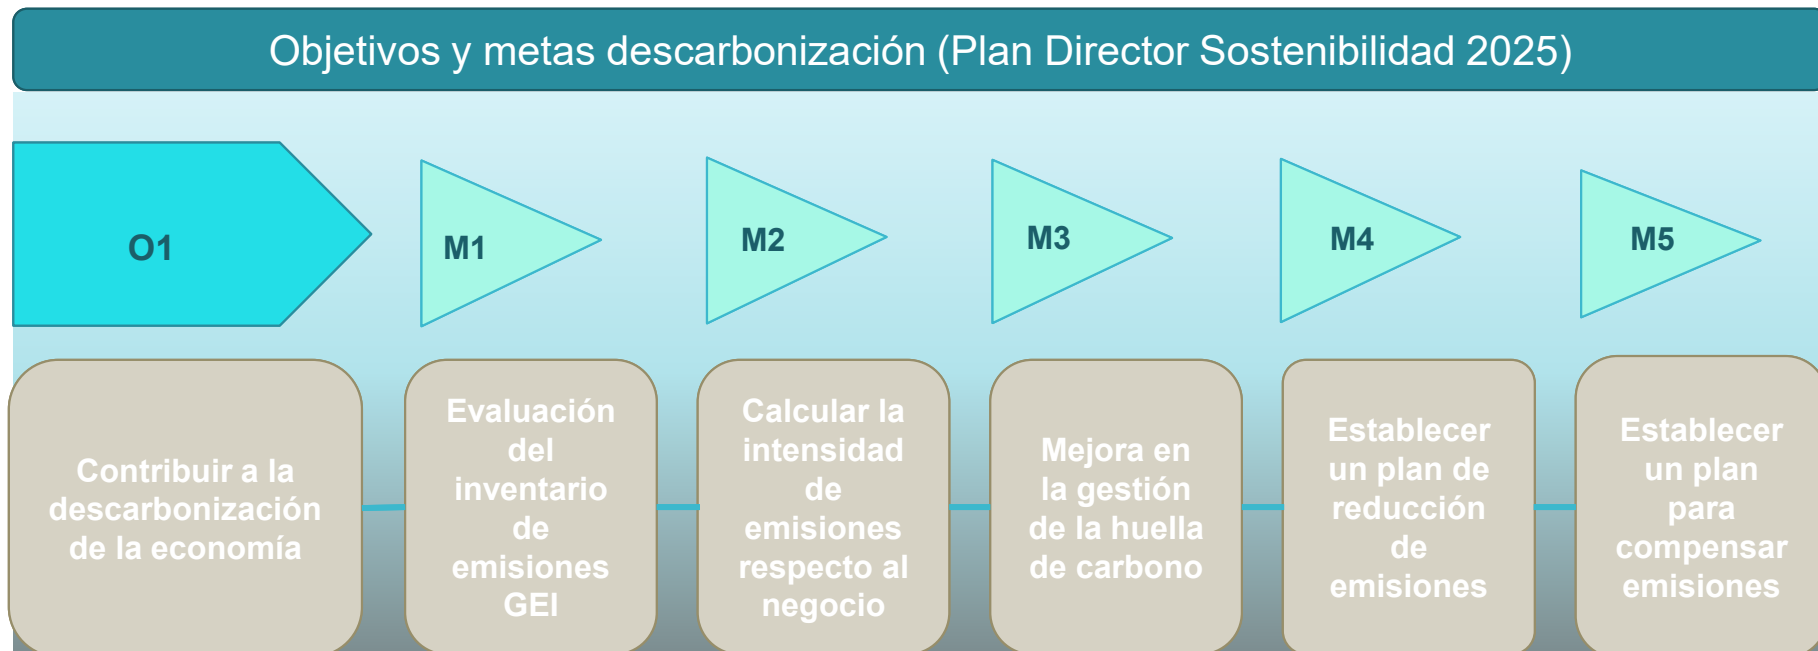 Objetivos y metas descarbonización (Plan Director Sostenibilidad 2025)
O1
M1
M2
M3
M4
M5
Contribuir a la
descarbonización
de la economía
Evaluación
del
inventario
de
emisiones
GEI
Calcular la
intensidad
de
emisiones
respecto al
negocio
Mejora en
la gestión
de la huella
de carbono
Establecer
un plan de
reducción
de
emisiones
Establecer
un plan
para
compensar
emisiones